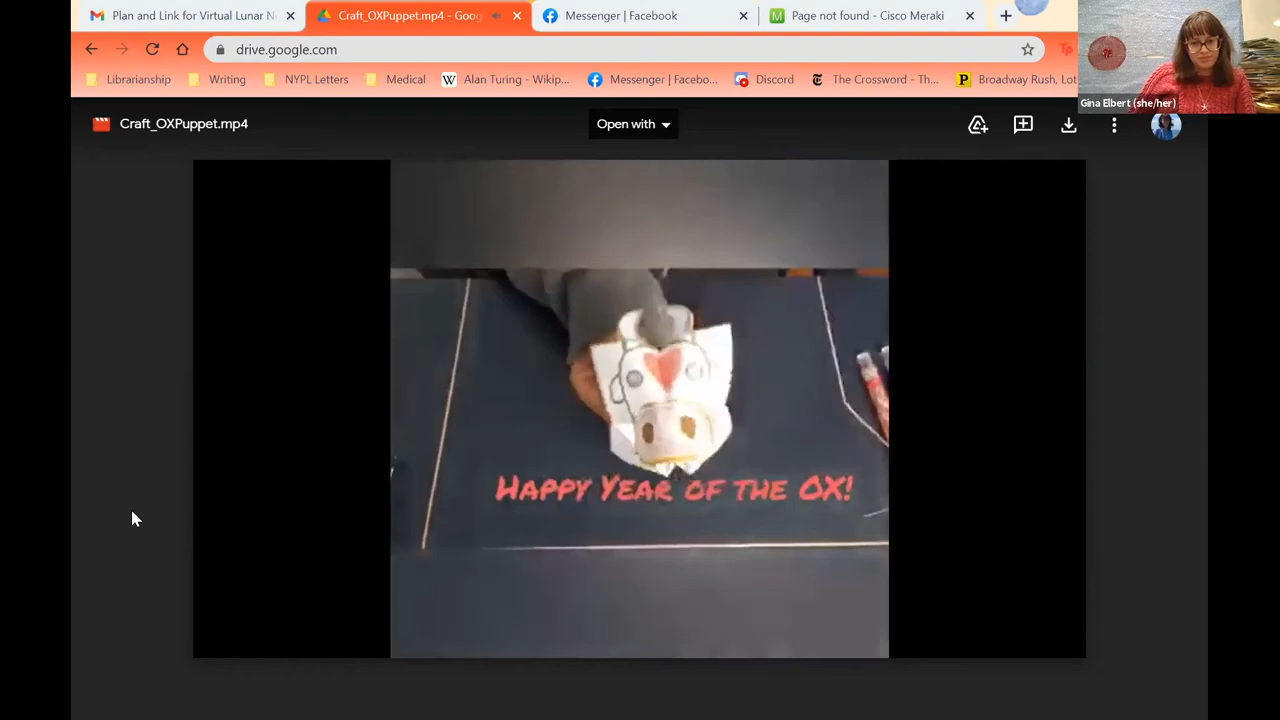 Plan and Link for Virtual Lunar N
Craft_OXPuppet.mp4 - Goog
Messenger | Facebook
Page not found - Cisco Meraki
drive.google.com
Librarianship
Writing
NYPL Letters
Medical
Alan Turing - Wikip...
Messenger | Facebo...
Discord
The Crossword - Th...
Broadway Rush, Lot
Gina Elbert (she/her)
Craft_OXPuppet.mp4
Open with
Happy Year of the OX!